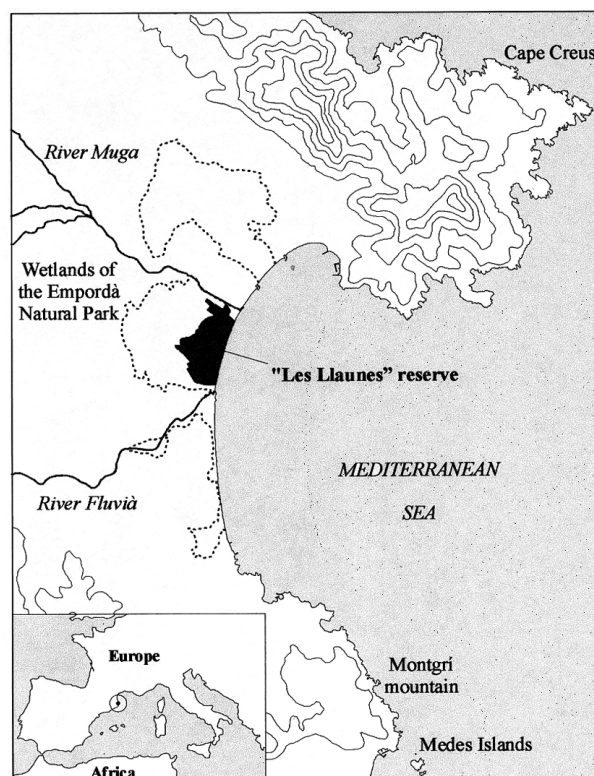 Cape Creus
River Muga
Wetlands of
the Empordà
Natural Park
"Les Llaunes” reserve
MEDITERRANEAN
SEA
River Fluvià
Europe
Montgrí
mountain
Medes Islands
Africa